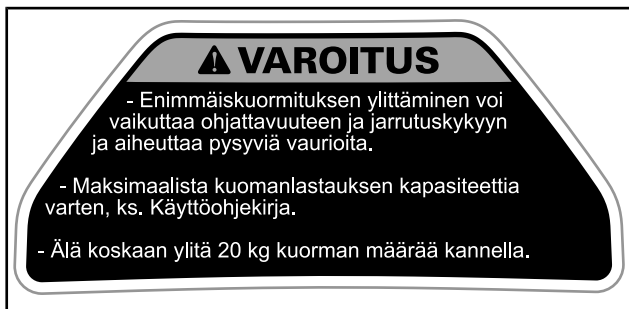 VAROITUS
- Enimmäiskuormituksen ylittäminen voi
vaikuttaa ohjattavuuteen ja jarrutuskykyyn
ja aiheuttaa pysyviä vaurioita.
- Maksimaalista kuomanlastauksen kapasiteettia
varten, ks. Käyttöohjekirja.
- Älä koskaan ylitä 20 kg kuorman määrää kannella.